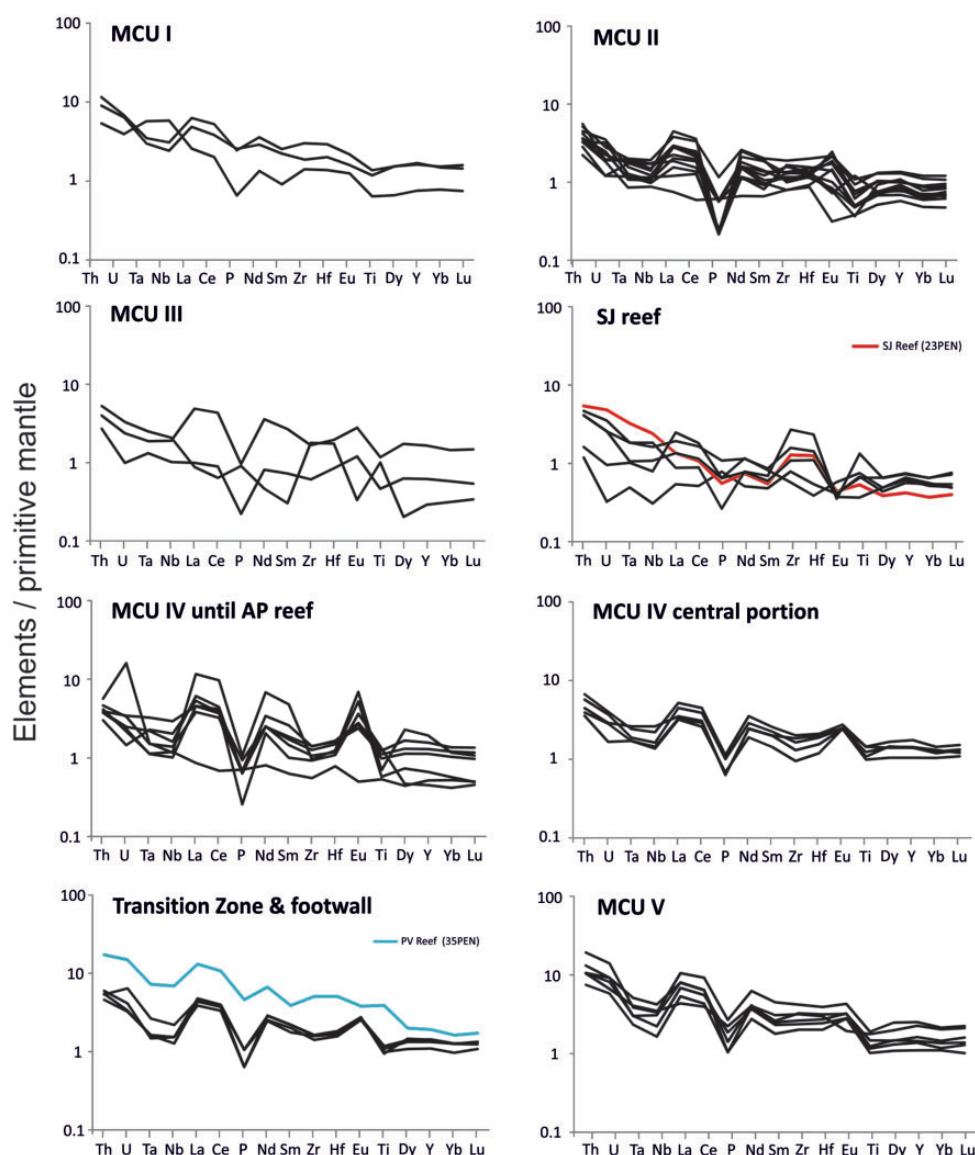 Elements / primitive mantle
MCU I
100
10
1
0.1
Th U Ta Nb La Ce P Nd Sm Zr Hf Eu Ti Dy Y Yb Lu
MCU II
100
10
1
0.1
Th U Ta Nb La Ce P Nd Sm Zr Hf Eu Ti Dy Y Yb Lu
MCU III
100
10
1
0.1
Th U Ta Nb La Ce P Nd Sm Zr Hf Eu Ti Dy Y Yb Lu
SJ reef
SJ Reef (23PEN)
100
10
1
0.1
Th U Ta Nb La Ce P Nd Sm Zr Hf Eu Ti Dy Y Yb Lu
MCU IV until AP reef
100
10
1
0.1
Th U Ta Nb La Ce P Nd Sm Zr Hf Eu Ti Dy Y Yb Lu
MCU IV central portion
100
10
1
0.1
Th U Ta Nb La Ce P Nd Sm Zr Hf Eu Ti Dy Y Yb Lu
Transition Zone & footwall
PV Reef (35PEN)
100
10
1
0.1
Th U Ta Nb La Ce P Nd Sm Zr Hf Eu Ti Dy Y Yb Lu
MCU V
100
10
1
0.1
Th U Ta Nb La Ce P Nd Sm Zr Hf Eu Ti Dy Y Yb Lu